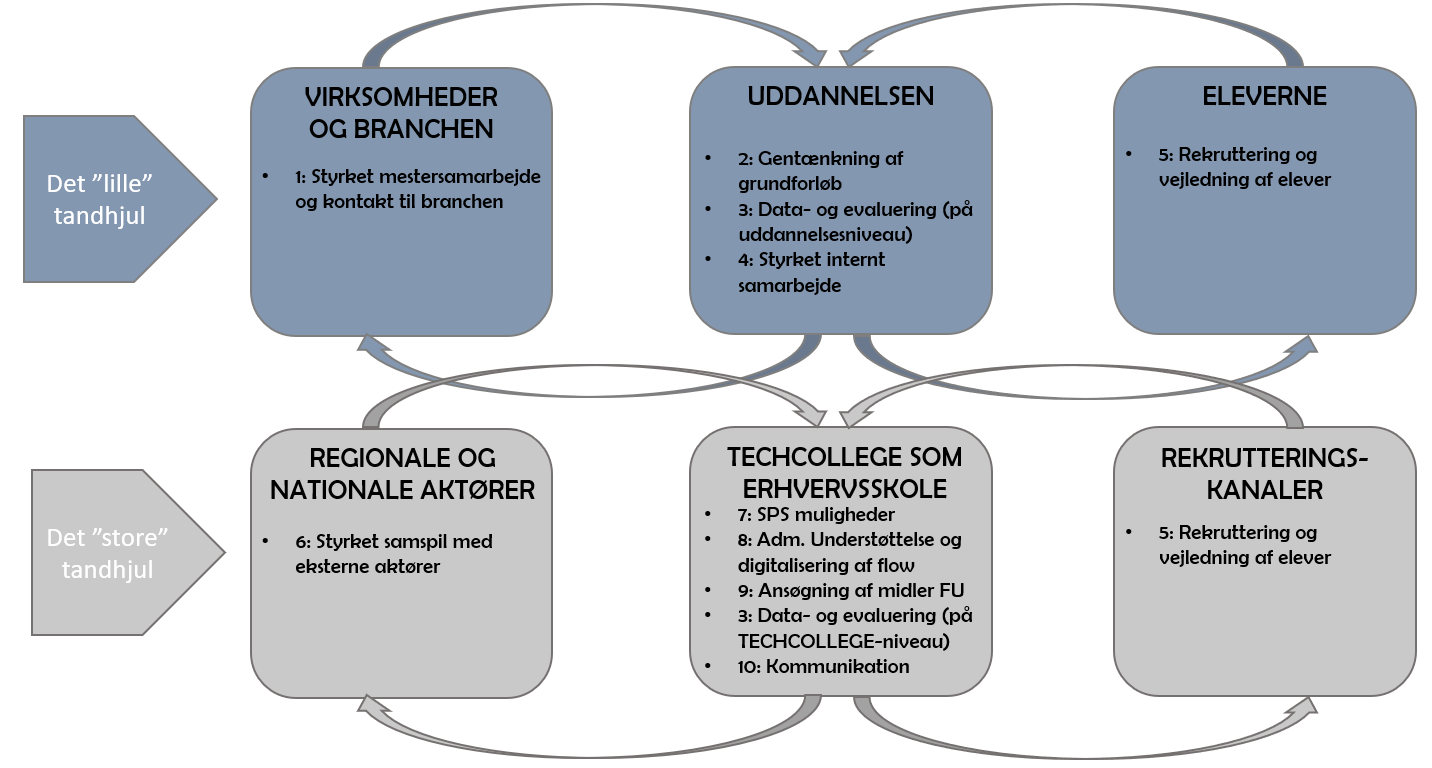 Det ”lille”
tandhjul
VIRKSOMHEDER
OG BRANCHEN
• 1: Styrket mestersamarbejde
og kontakt til branchen
UDDANNELSEN
• 2: Gentænkning af
grundforløb
• 3: Data- og evaluering (på
uddannelsesniveau)
• 4: Styrket internt
samarbejde
ELEVERNE
• 5: Rekruttering og
vejledning af elever
Det ”store”
tandhjul
REGIONALE OG
NATIONALE AKTØRER
• 6: Styrket samspil med
eksterne aktører
TECHCOLLEGE SOM
ERHVERVSSKOLE
• 7: SPS muligheder
• 8: Adm. Understøttelse og
digitalisering af flow
• 9: Ansøgning af midler FU
• 3: Data- og evaluering (på
TECHCOLLEGE-niveau)
• 10: Kommunikation
REKRUTTERINGS-
KANALER
• 5: Rekruttering og
vejledning af elever